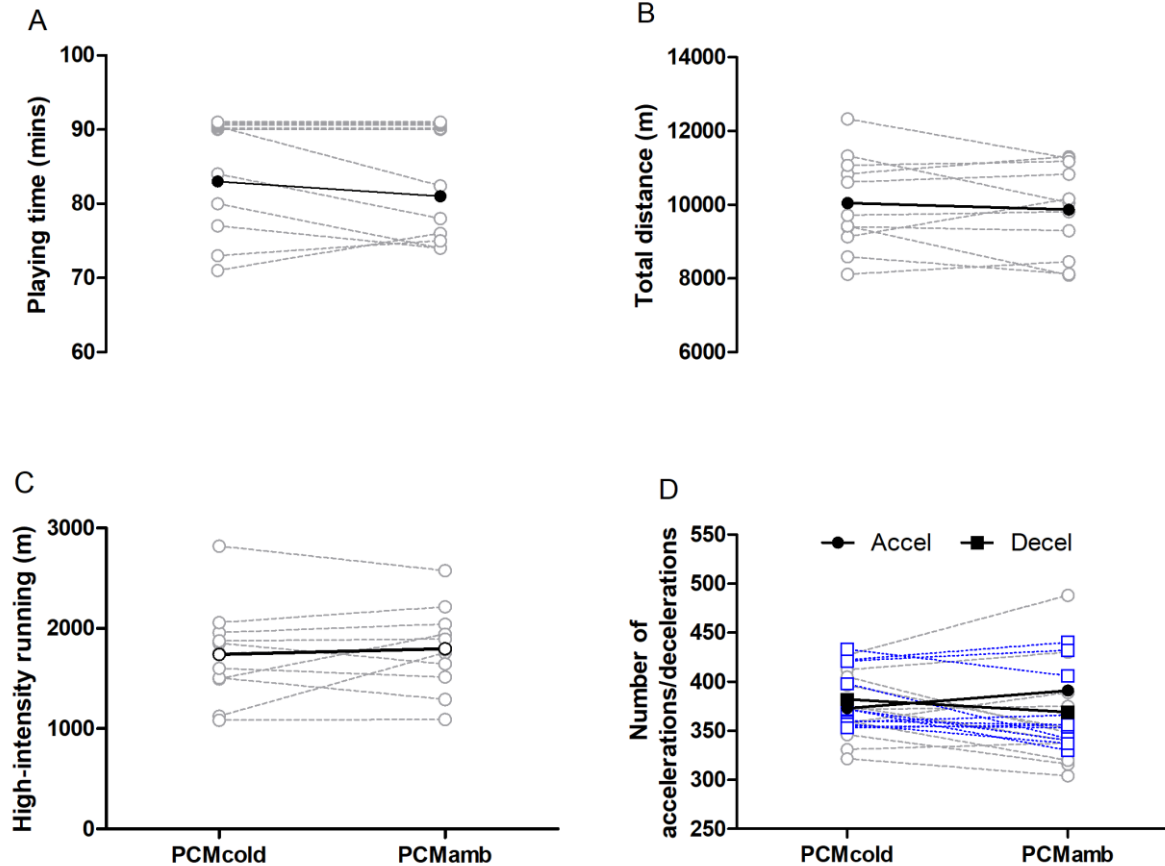 A
Playing time (mins)
100
90
80
70
60
B
Total distance (m)
14000
12000
10000
8000
6000
C
High-intensity running (m)
3000
2000
1000
0
PCMcold
PCMamb
D
Number of
accelerations/decelerations
550
500
450
400
350
300
250
Accel
Decel
PCMcold
PCMamb